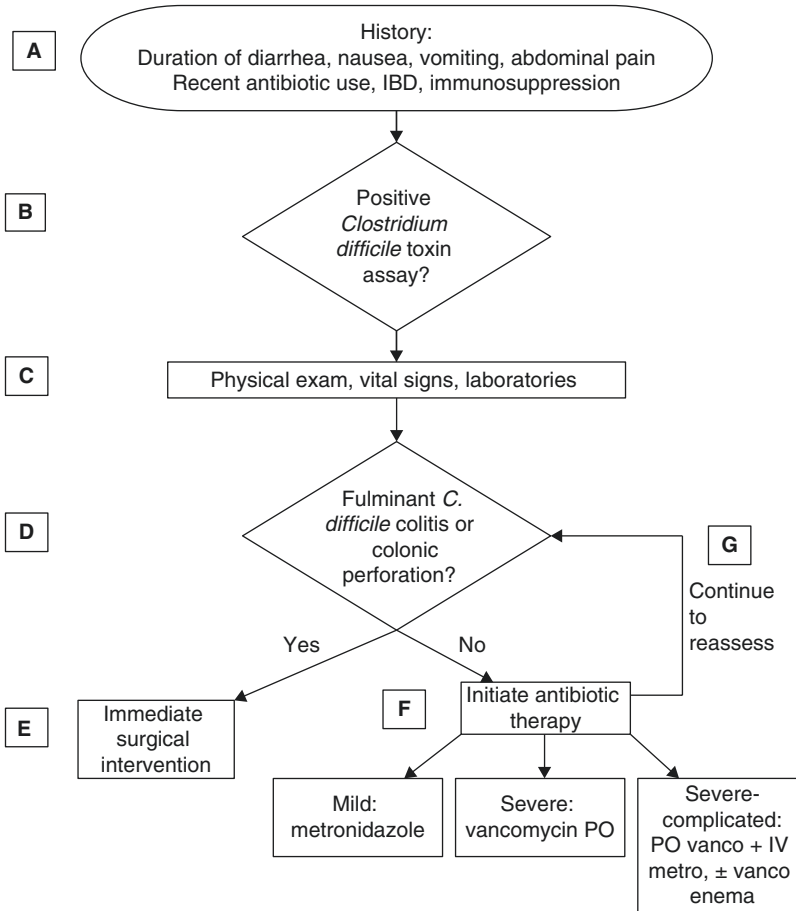 A
History:
Duration of diarrhea, nausea, vomiting, abdominal pain
Recent antibiotic use, IBD, immunosuppression
B
Positive
Clostridium
difficile toxin
assay?
C
Physical exam, vital signs, laboratories
D
Fulminant C.
difficile colitis or
colonic
perforation?
G
Continue
to
reassess
Yes
No
E
Immediate
surgical
intervention
F
Initiate antibiotic
therapy
Mild:
metronidazole
Severe:
vancomycin PO
Severe-
complicated:
PO vanco + IV
metro, ± vanco
enema